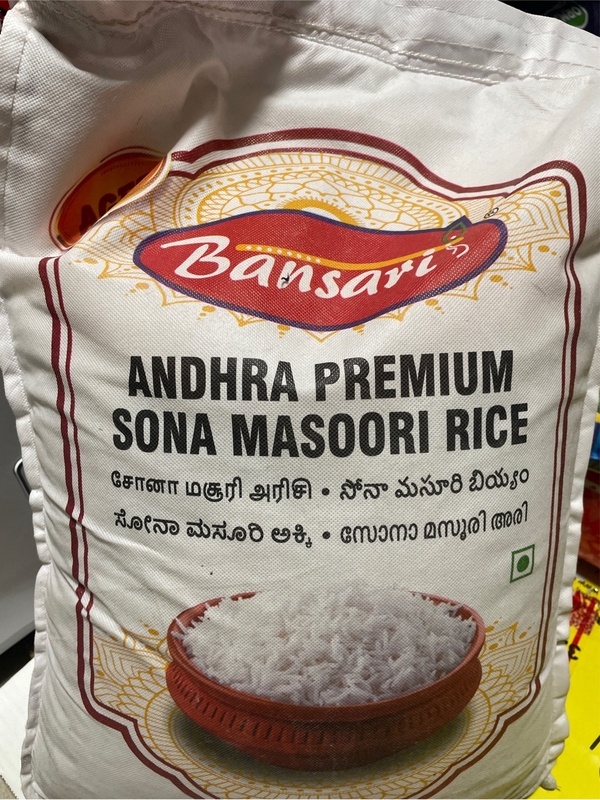 Bansari's
ANDHRA PREMIUM
SONA MASOORI RICE
சோனா மசூரி அரிசி • సోనా మసూరి బియ్యం
ಸೋನಾ ಮಸೂರಿ ಅಕ್ಕಿ • സോനാ മസൂരി അരി